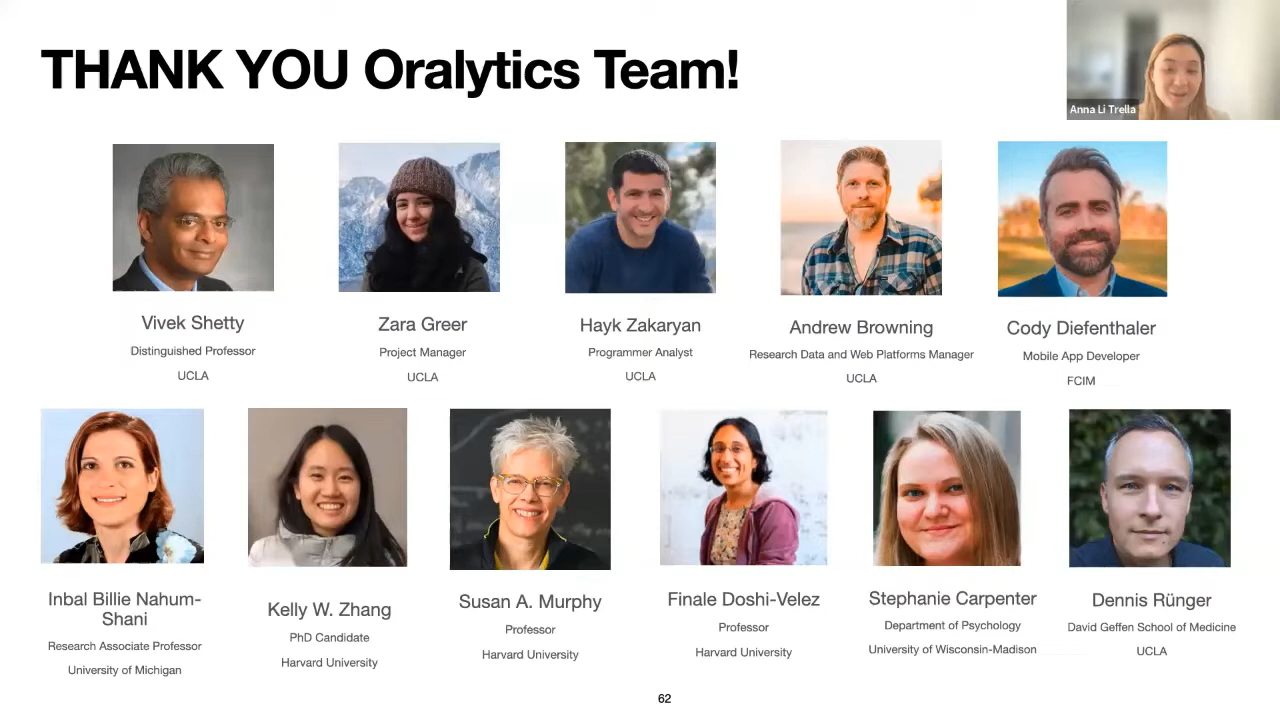 THANK YOU Oralytics Team!
Anna Li Trella
Vivek Shetty
Distinguished Professor
UCLA
Zara Greer
Project Manager
UCLA
Hayk Zakaryan
Programmer Analyst
UCLA
Andrew Browning
Research Data and Web Platforms Manager
UCLA
Cody Diefenthaler
Mobile App Developer
FCIM
Inbal Billie Nahum-
Shani
Research Associate Professor
University of Michigan
Kelly W. Zhang
PhD Candidate
Harvard University
Susan A. Murphy
Professor
Harvard University
Finale Doshi-Velez
Professor
Harvard University
Stephanie Carpenter
Department of Psychology
University of Wisconsin-Madison
Dennis Rünger
David Geffen School of Medicine
UCLA
62